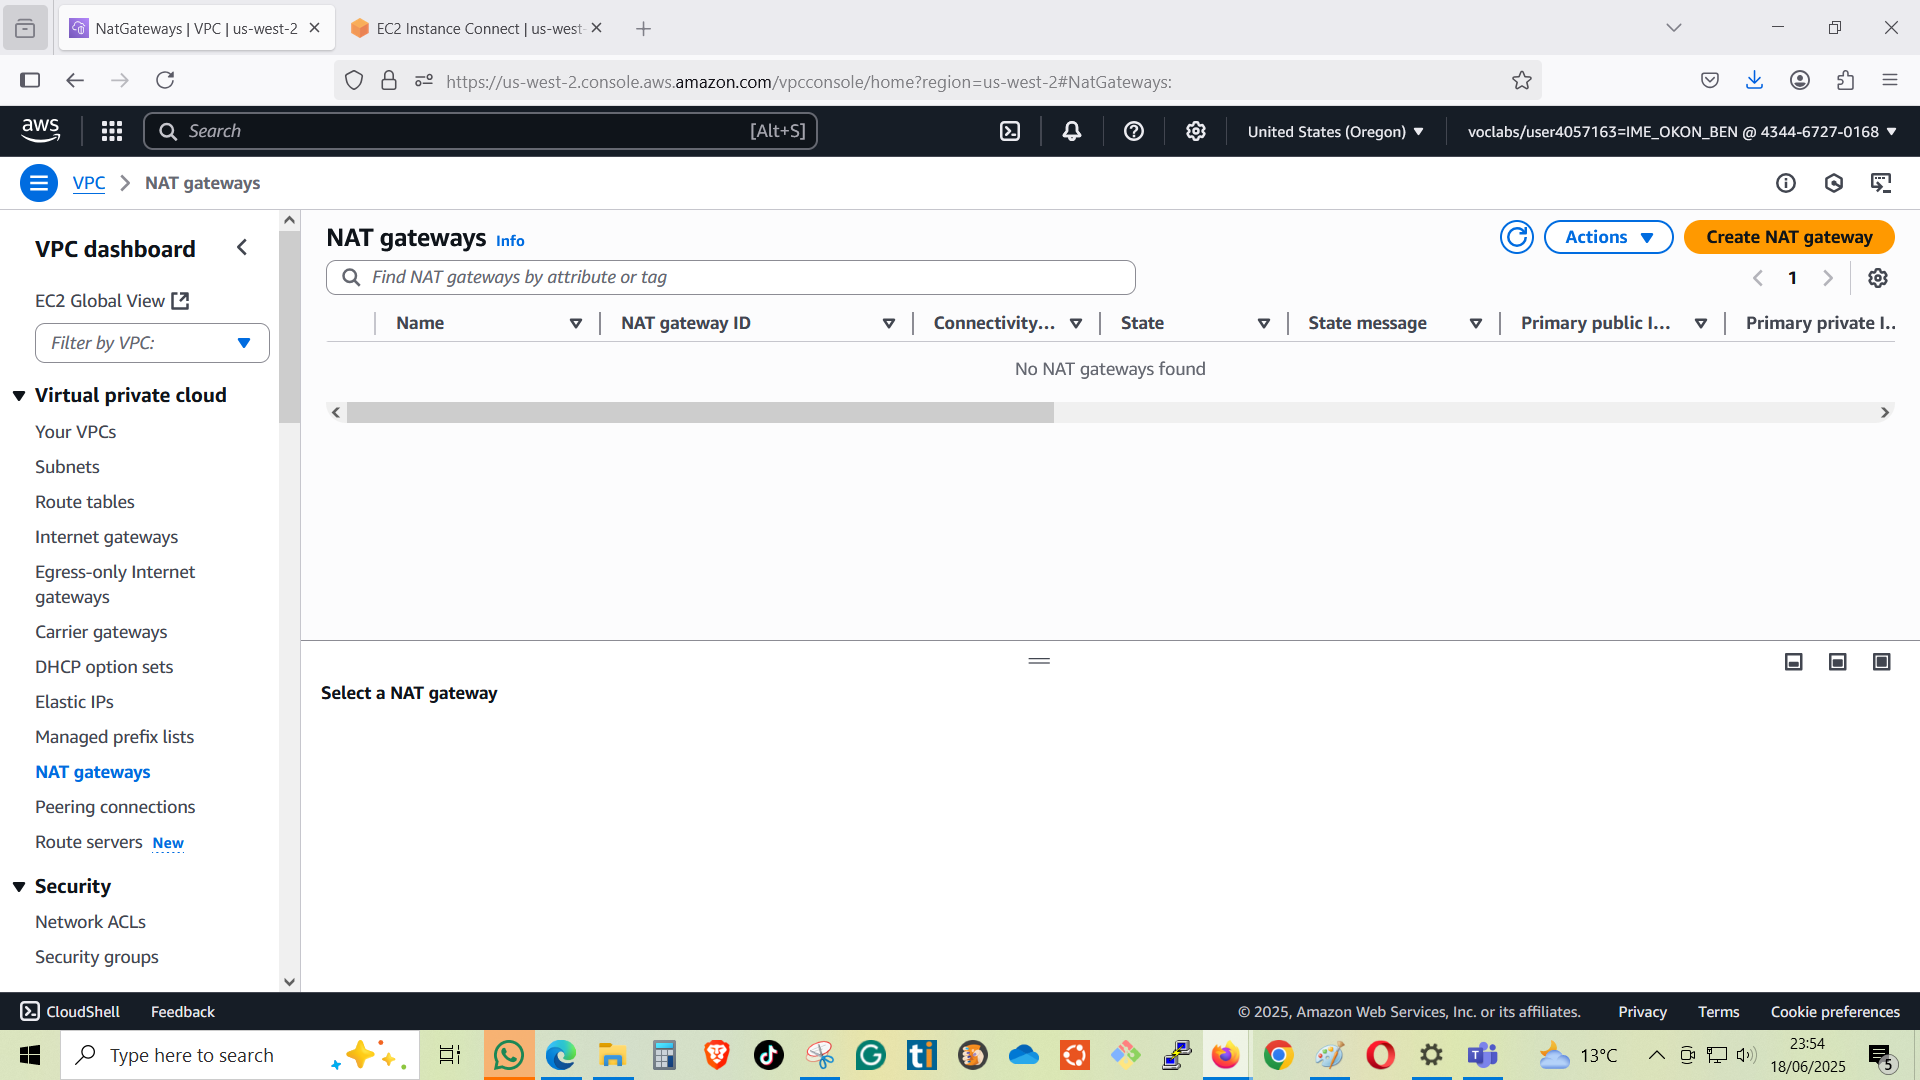 NatGateways | VPC | us-west-2
EC2 Instance Connect | us-west-
https://us-west-2.console.aws.amazon.com/vpcconsole/home?region=us-west-2#NatGateways:
aws
Search
[Alt+S]
United States (Oregon)
voclabs/user4057163=IME_OKON_BEN @ 4344-6727-0168
VPC
NAT gateways
VPC dashboard
EC2 Global View
Filter by VPC:
Virtual private cloud
Your VPCs
Subnets
Route tables
Internet gateways
Egress-only Internet
gateways
Carrier gateways
DHCP option sets
Elastic IPs
Managed prefix lists
NAT gateways
Peering connections
Route servers New
Security
Network ACLs
Security groups
NAT gateways Info
Actions
Create NAT gateway
Find NAT gateways by attribute or tag
1
Name
NAT gateway ID
Connectivity...
State
State message
Primary public I...
Primary private I...
No NAT gateways found
Select a NAT gateway
CloudShell
Feedback
© 2025, Amazon Web Services, Inc. or its affiliates.
Privacy
Terms
Cookie preferences
Type here to search
13°C
23:54
18/06/2025
5